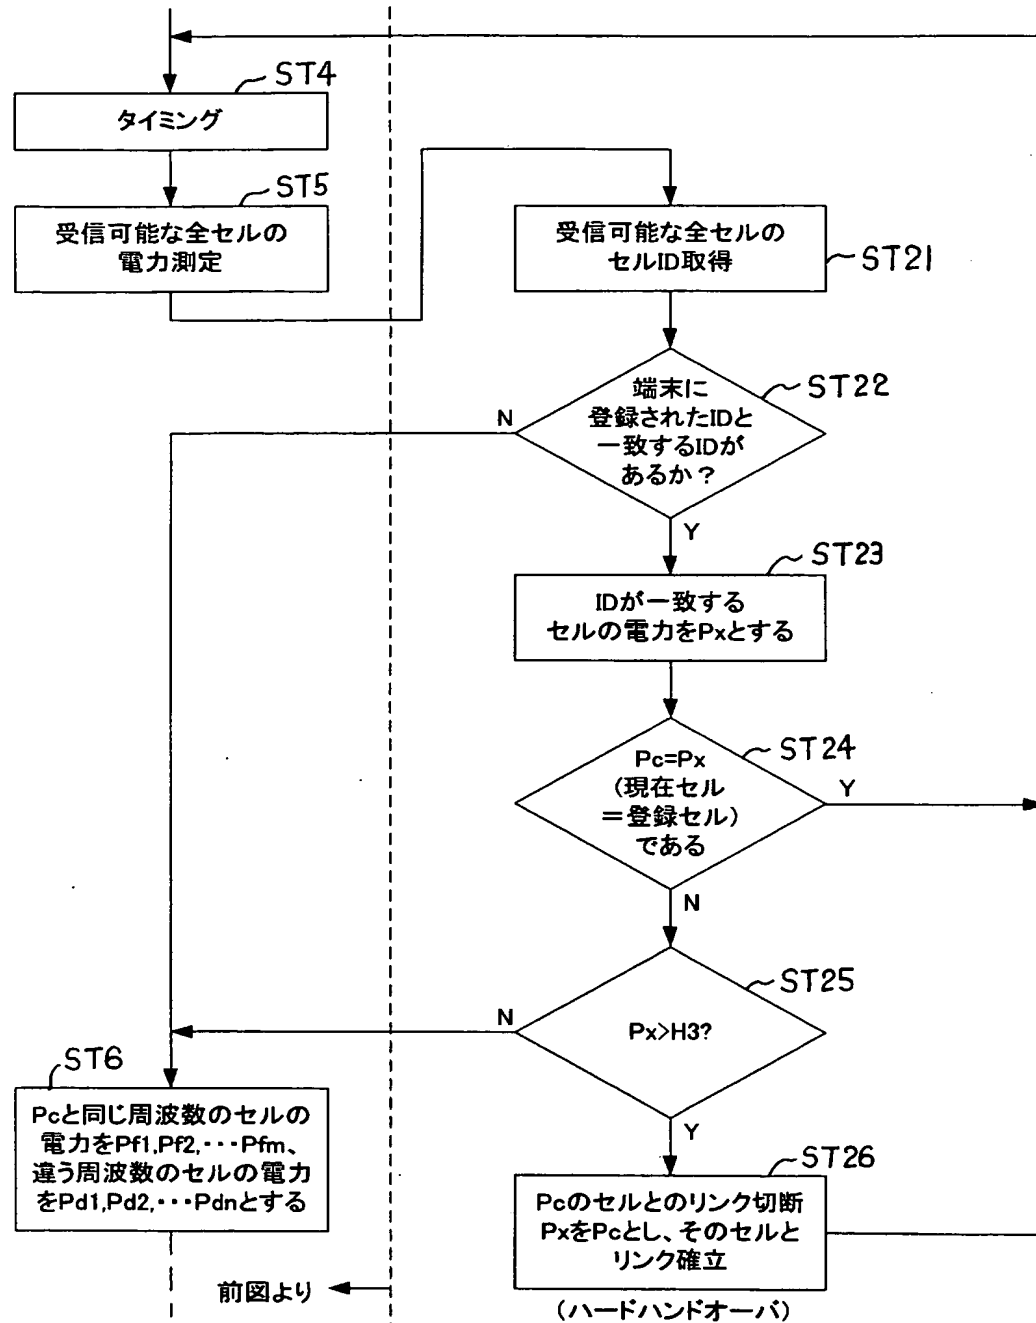 ST4
タイミング
ST5
受信可能な全セルの
電力測定
受信可能な全セルの
セルID取得
ST21
端末に
登録されたIDと
一致するIDが
あるか？
ST22
N
Y
ST23
IDが一致する
セルの電力をPxとする
ST24
Pc=Px
(現在セル
＝登録セル)
である
Y
N
ST25
Px>H3?
N
Y
ST6
Pcと同じ周波数のセルの
電力をPf1,Pf2,・・・Pfm、
違う周波数のセルの電力
をPd1,Pd2,・・・Pdnとする
ST26
Pcのセルとのリンク切断
PxをPcとし、そのセルと
リンク確立
(ハードハンドオーバ)
前図より